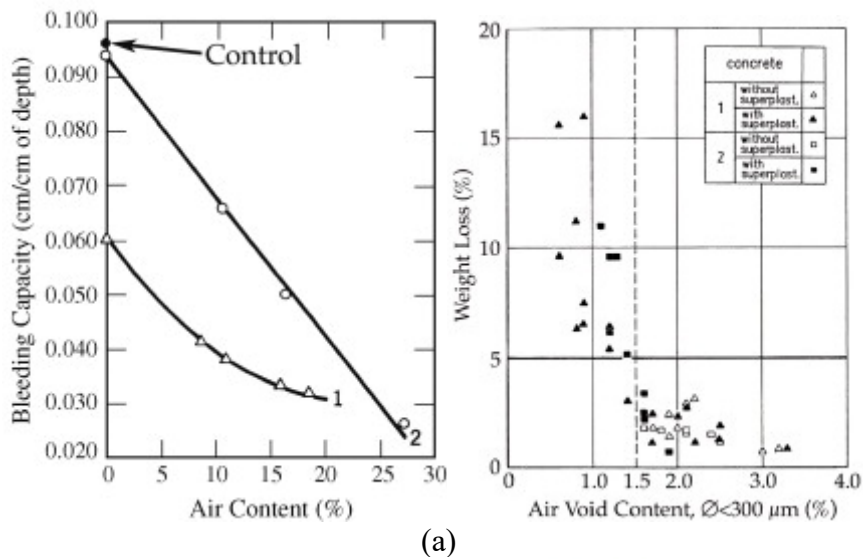 0.100
0.090
0.080
0.070
0.060
0.050
0.040
0.030
0.020
Bleeding Capacity (cm/cm of depth)
Control
1
2
0 5 10 15 20 25 30
Air Content (%)
20
15
10
5
0
Weight Loss (%)
concrete
1
without
superplast.
with
superplast.
2
without
superplast.
with
superplast.
0 1.0 1.5 2.0 3.0 4.0
Air Void Content, Ø<300 µm (%)
(a)